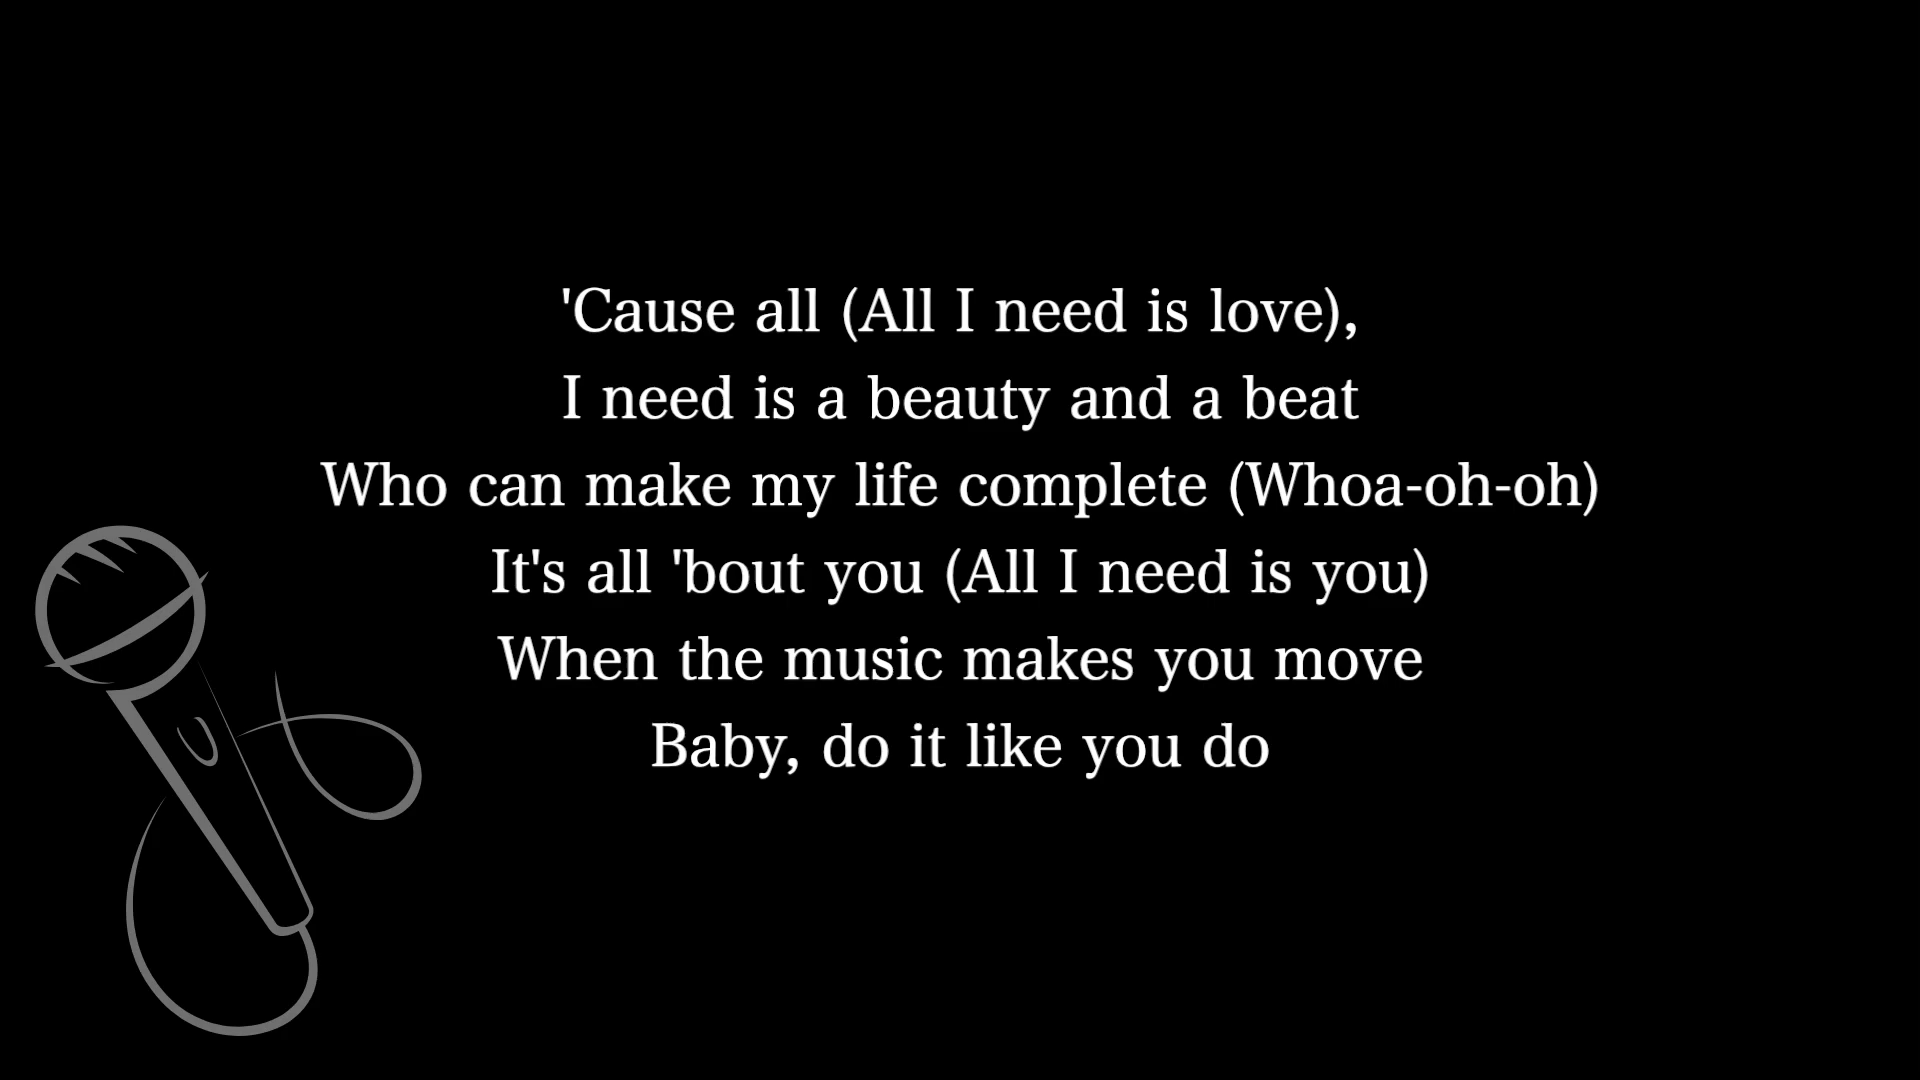 'Cause all (All I need is love),
I need is a beauty and a beat
Who can make my life complete (Whoa-oh-oh)
It's all 'bout you (All I need is you)
When the music makes you move
Baby, do it like you do